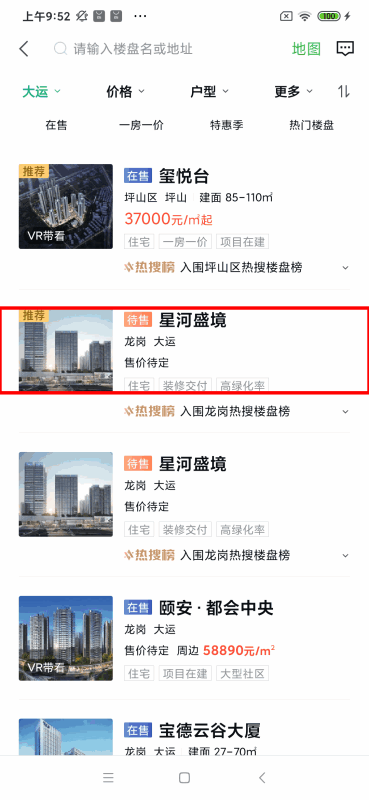 上午9:52 ···
100
请输入楼盘名或地址
地图
大运 价格 户型 更多
在售 一房一价 特惠季 热门楼盘
推荐
VR带看
在售 玺悦台
坪山区 坪山 建面 85-110㎡
37000元/㎡起
住宅 一房一价 项目在建
热搜榜 入围坪山区热搜楼盘榜
推荐
待售 星河盛境
龙岗 大运
售价待定
住宅 装修交付 高绿化率
热搜榜 入围龙岗热搜楼盘榜
待售 星河盛境
龙岗 大运
售价待定
住宅 装修交付 高绿化率
热搜榜 入围龙岗热搜楼盘榜
VR带看
在售 颐安·都会中央
龙岗 大运
售价待定 周边 58890元/m²
住宅 项目在建 大型社区
在售 宝德云谷大厦
龙岗 大运 建面 27-70㎡